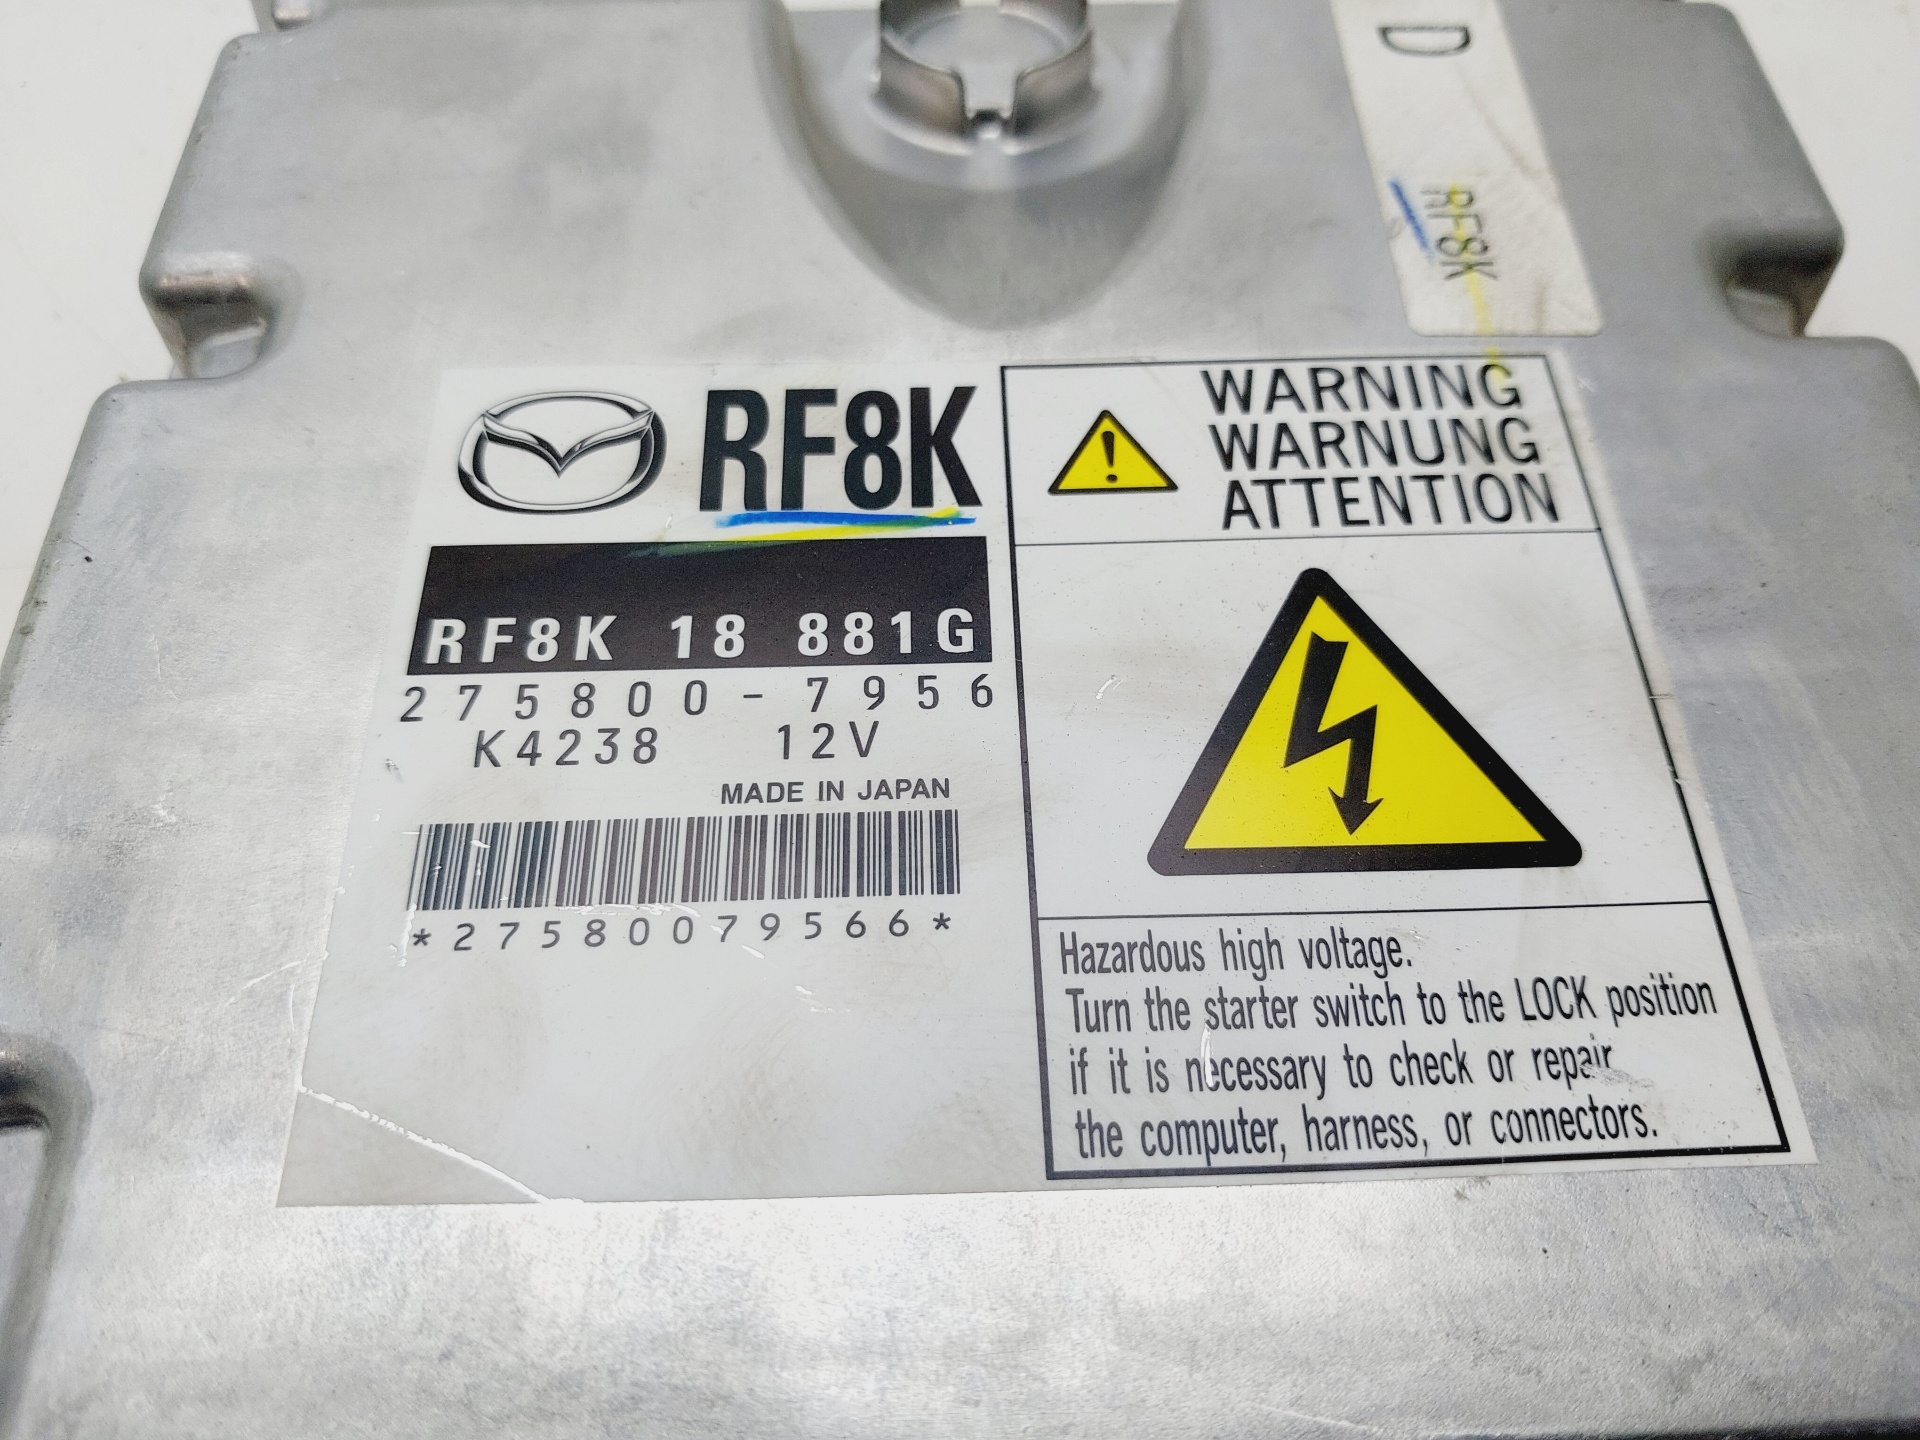 D
RF8K
RF8K
RF8K 18 881G
275800-7956
K4238 12V
MADE IN JAPAN
*27580079566*
WARNING
WARNUNG
ATTENTION
Hazardous high voltage.
Turn the starter switch to the LOCK position
if it is necessary to check or repair
the computer, harness, or connectors.